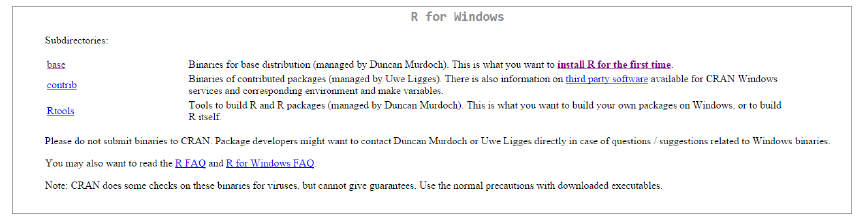 R for Windows
Subdirectories:
base Binaries for base distribution (managed by Duncan Murdoch). This is what you want to install R for the first time.
contrib Binaries of contributed packages (managed by Uwe Ligges). There is also information on third party software available for CRAN Windows
services and corresponding environment and make variables.
Rtools Tools to build R and R packages (managed by Duncan Murdoch). This is what you want to build your own packages on Windows, or to build
R itself.
Please do not submit binaries to CRAN. Package developers might want to contact Duncan Murdoch or Uwe Ligges directly in case of questions / suggestions related to Windows binaries.
You may also want to read the R FAQ and R for Windows FAQ.
Note: CRAN does some checks on these binaries for viruses, but cannot give guarantees. Use the normal precautions with downloaded executables.